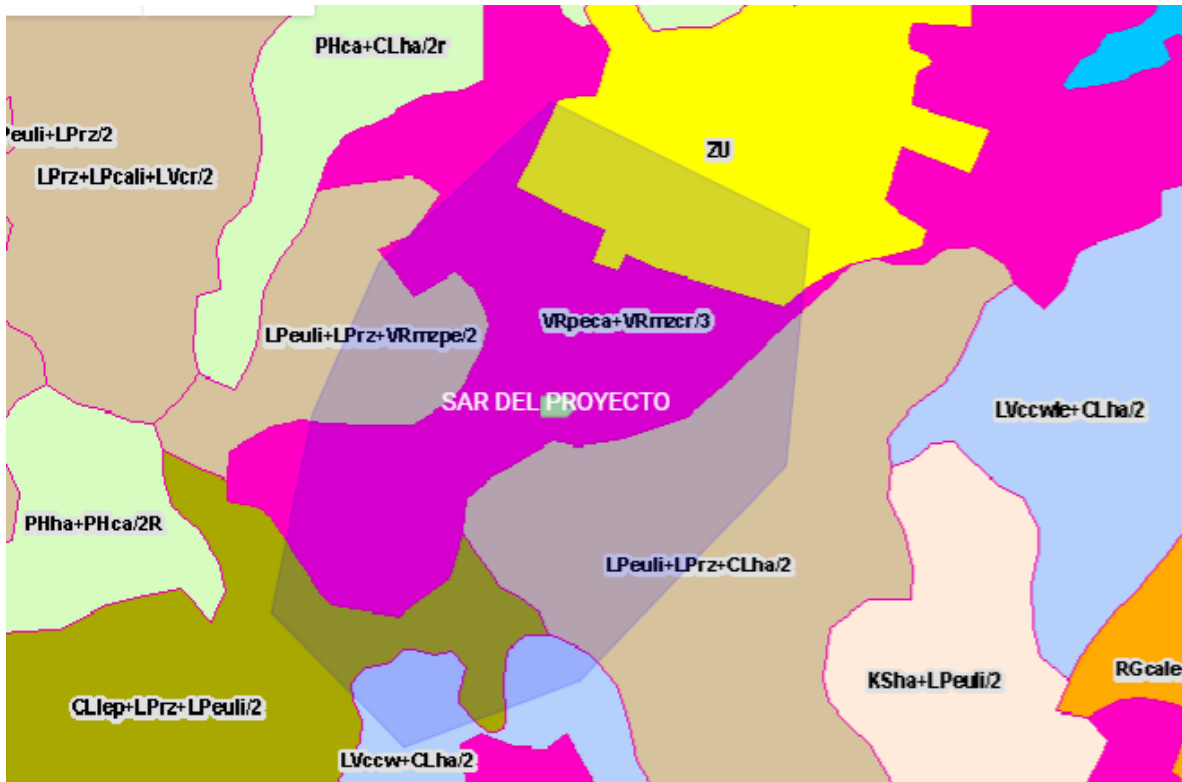 PHca+CLha/2r
Peuli+LPrz/2
ZU
LPrz+LPcali+LVcr/2
VRpeca+VRmzcr/3
LPeuli+LPrz+VRmzpe/2
SAR DEL PROYECTO
LVccwle+CLha/2
PHha+PHca/2R
LPeuli+LPrz+CLha/2
RGcale
KSha+LPeuli/2
CLlep+LPrz+LPeuli/2
LVccw+CLha/2